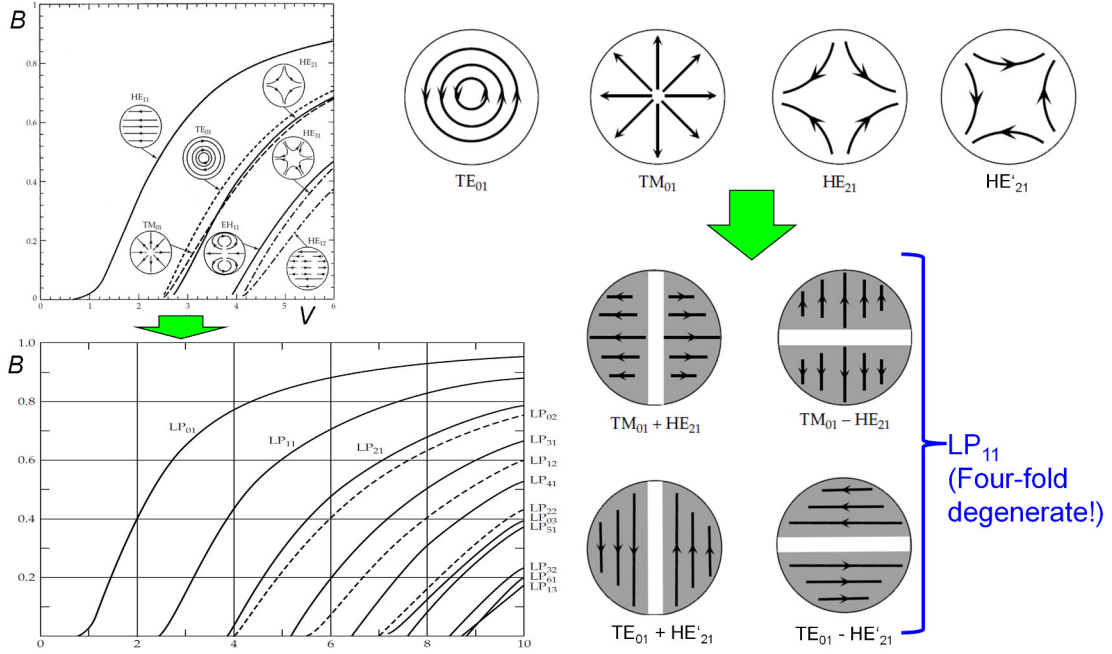 B
1
0.8
0.6
0.4
0.2
0
0
1
2
3
4
5
6
V
HE11
TE01
HE21
HE31
TM01
EH11
HE12
TE01
TM01
HE21
HE'21
B
1.0
0.8
0.6
0.4
0.2
0
2
4
6
8
10
LP01
LP11
LP21
LP02
LP31
LP12
LP41
LP22
LP03
LP51
LP32
LP61
LP13
TM01 + HE21
TM01 – HE21
TE01 + HE'21
TE01 - HE'21
LP11
(Four-fold
degenerate!)